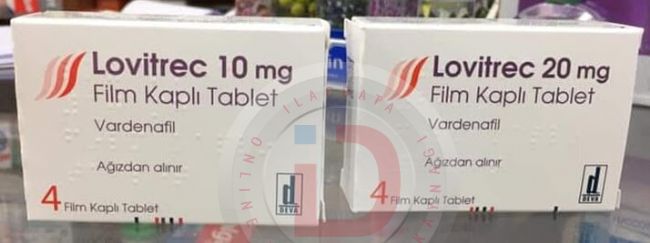 Lovitrec 10 mg
Film Kaplı Tablet
Vardenafil
Ağızdan alınır
4 Film Kaplı Tablet
d
DEVA
Lovitrec 20 mg
Film Kaplı Tablet
Vardenafil
Ağızdan alınır
4 Film Kaplı Tablet
d
DEVA